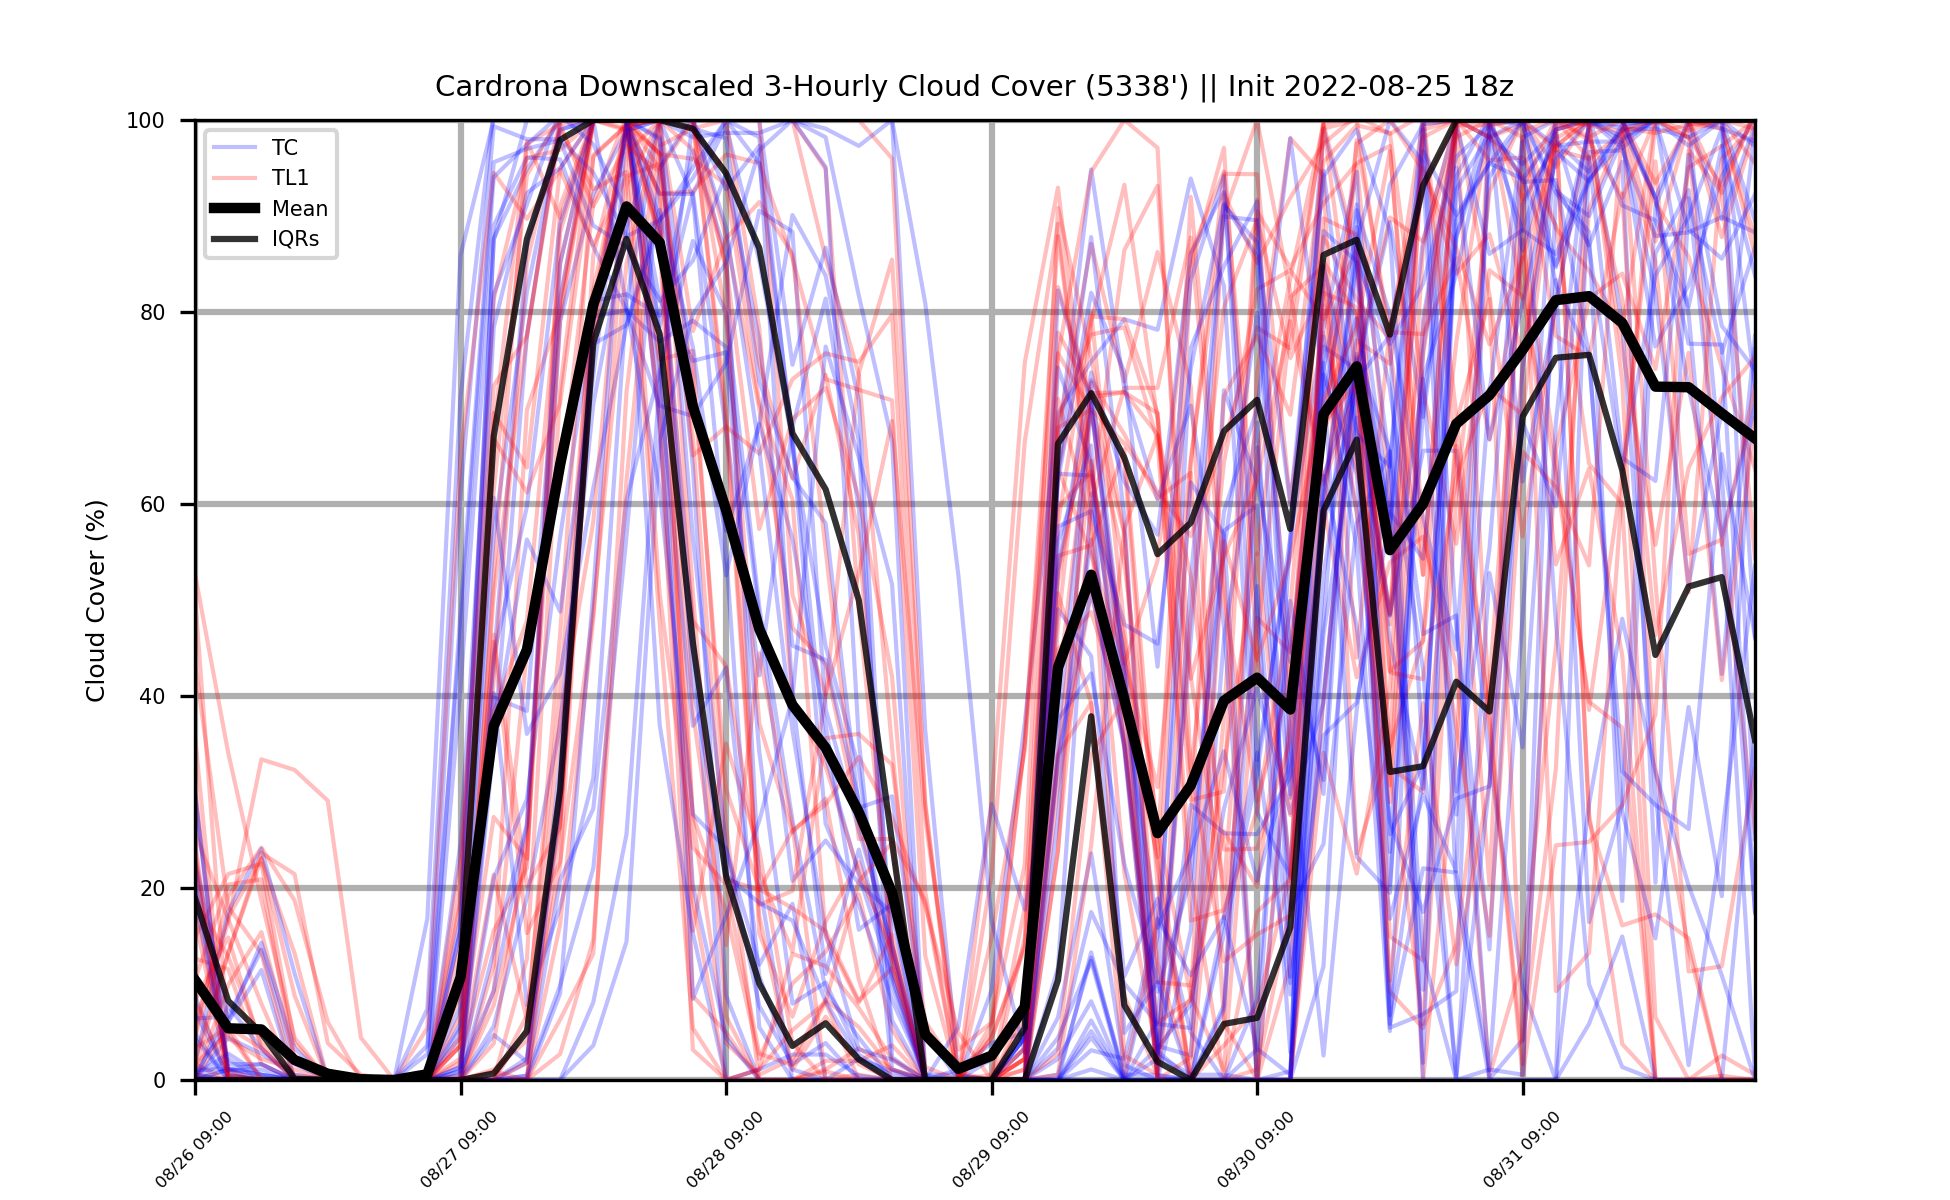 Cardrona Downscaled 3-Hourly Cloud Cover (5338') || Init 2022-08-25 18z
100
80
60
40
20
0
Cloud Cover (%)
TC
TL1
Mean
IQRs
08/26 09:00
08/27 09:00
08/28 09:00
08/29 09:00
08/30 09:00
08/31 09:00